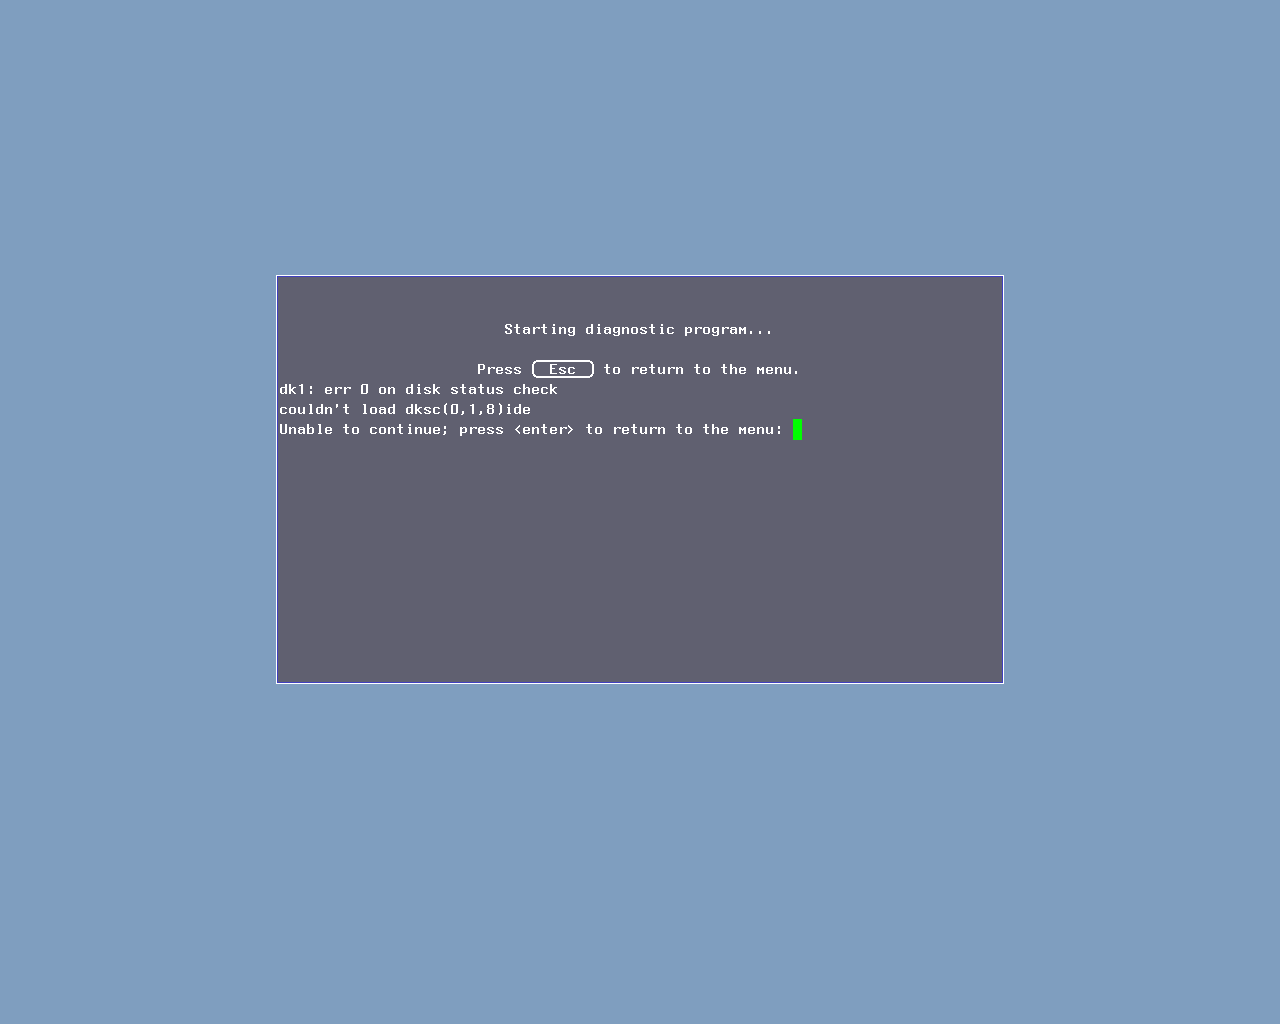 Starting diagnostic program...
Press Esc to return to the menu.
dk1: err 0 on disk status check
couldn't load dksc(0,1,8)ide
Unable to continue; press <enter> to return to the menu: